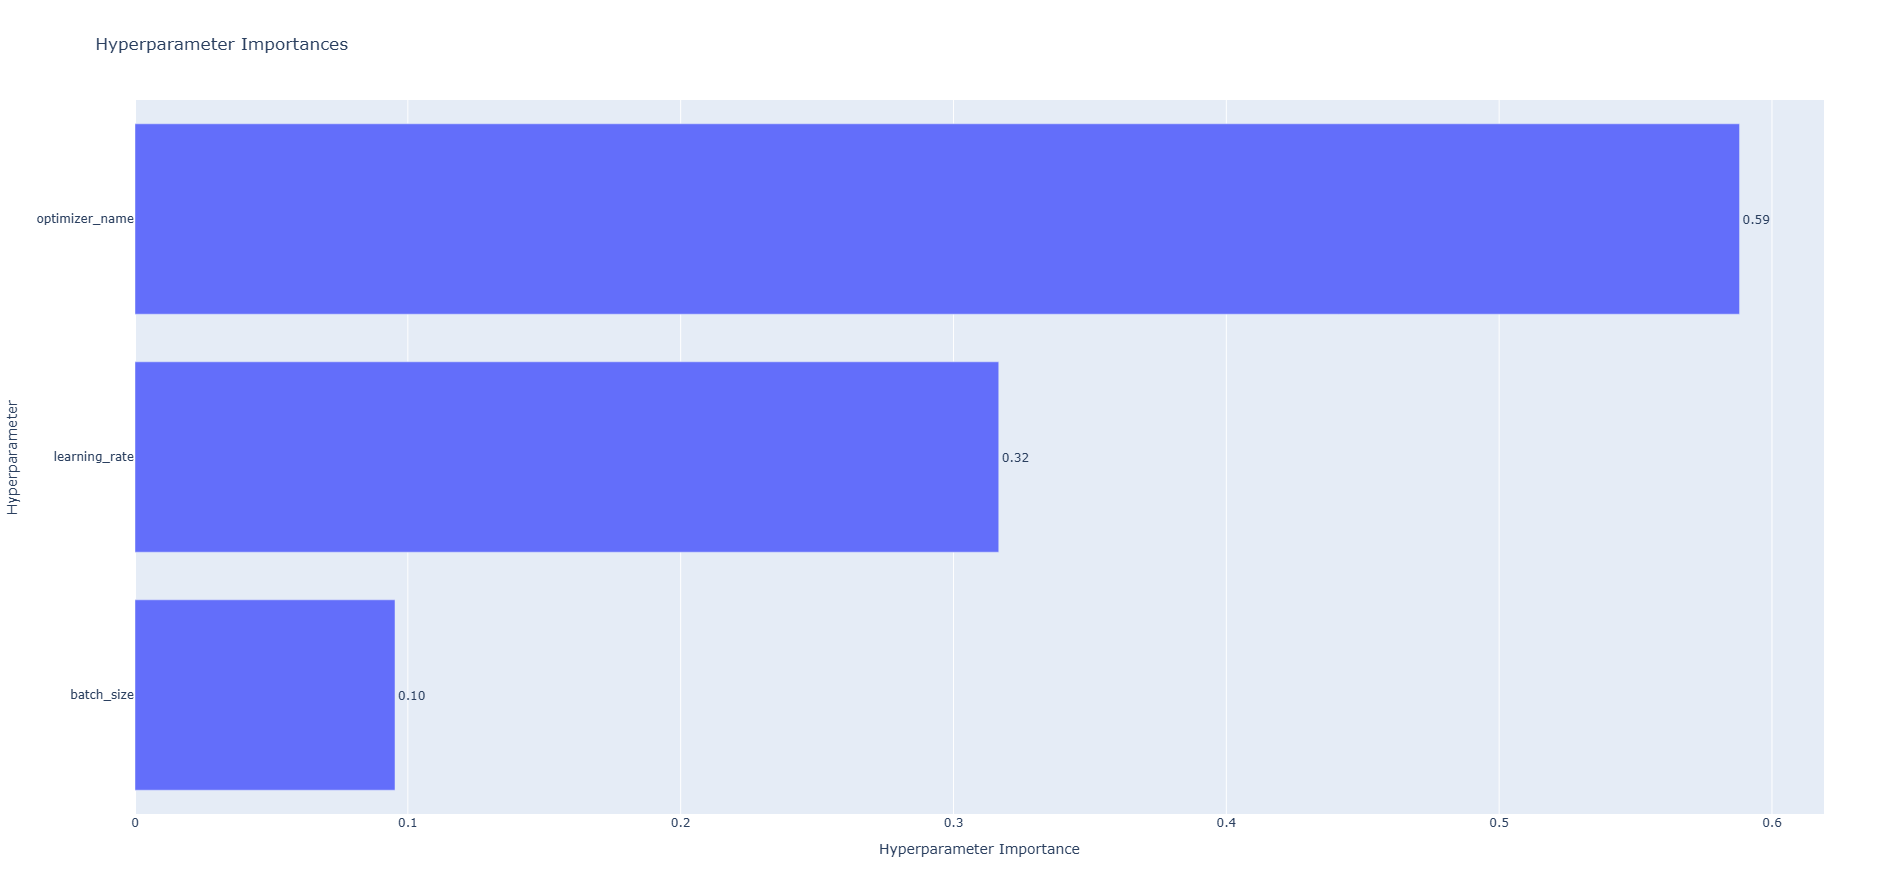 Hyperparameter Importances
optimizer_name
0.59
learning_rate
0.32
batch_size
0.10
Hyperparameter
0 0.1 0.2 0.3 0.4 0.5 0.6
Hyperparameter Importance